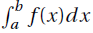 ∫_a^b f(x)dx